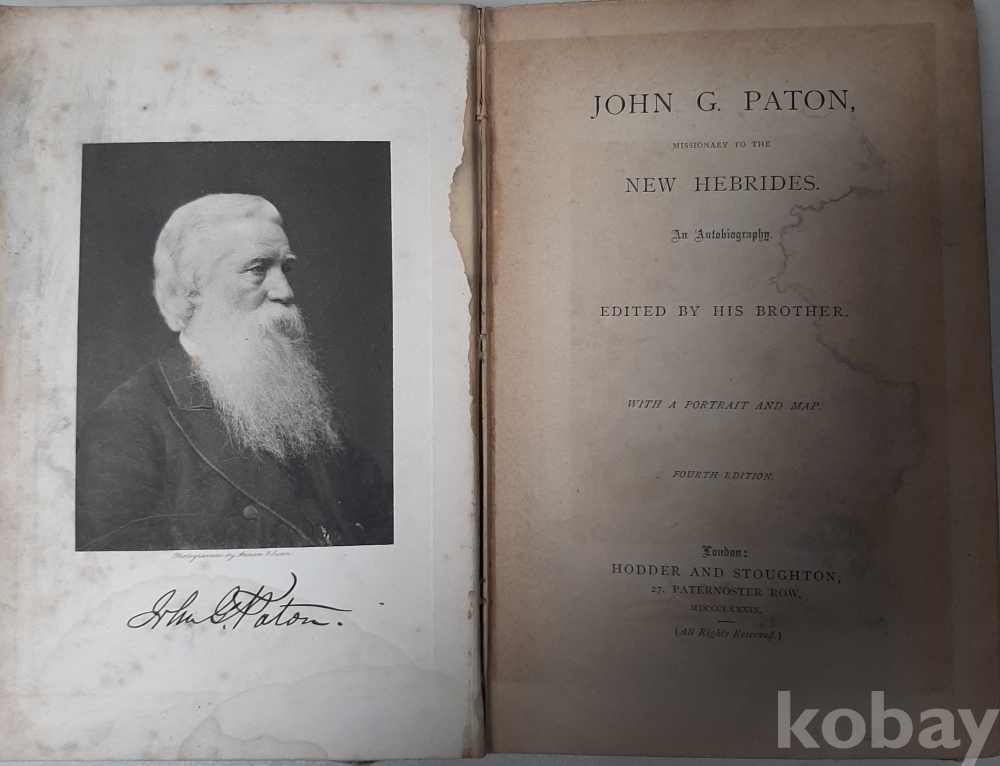 Photogravure by Annan & Swan
John G. Paton.
JOHN G. PATON,
MISSIONARY TO THE
NEW HEBRIDES.
An Autobiography.
EDITED BY HIS BROTHER.
WITH A PORTRAIT AND MAP.
FOURTH EDITION.
London:
HODDER AND STOUGHTON,
27, PATERNOSTER ROW.
MDCCCLXXXIX.
(All Rights Reserved.)
kobay